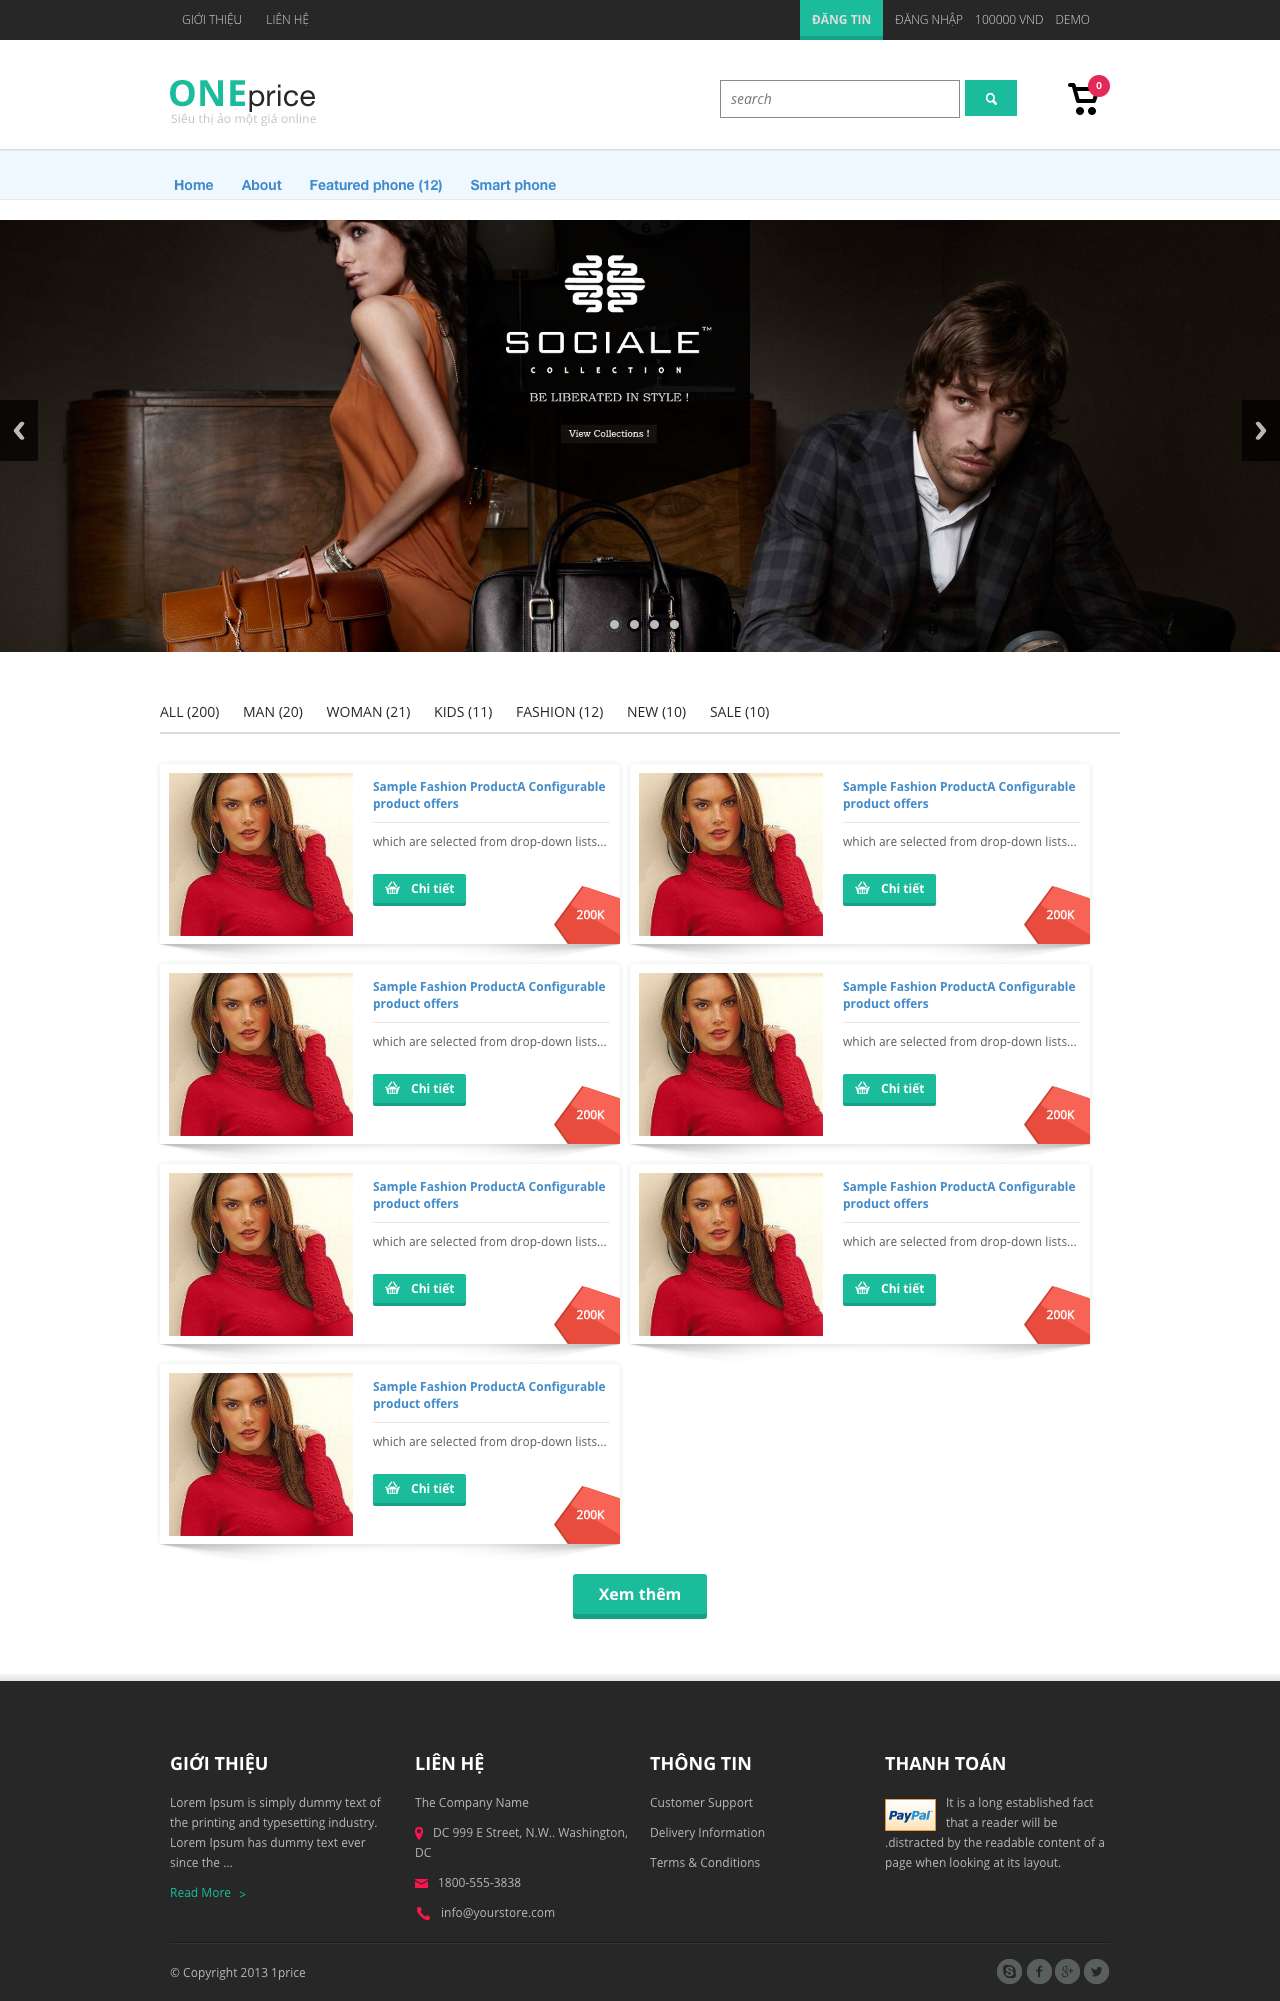 GIỚI THIỆU LIÊN HỆ ĐĂNG TIN ĐĂNG NHẬP 100000 VND DEMO
ONEprice
Siêu thị ảo một giá online
search
0
Home About Featured phone (12) Smart phone
SOCIALE™
COLLECTION
BE LIBERATED IN STYLE !
View Collections !
ALL (200) MAN (20) WOMAN (21) KIDS (11) FASHION (12) NEW (10) SALE (10)
Sample Fashion ProductA Configurable
product offers
which are selected from drop-down lists...
Chi tiết
200K
Sample Fashion ProductA Configurable
product offers
which are selected from drop-down lists...
Chi tiết
200K
Sample Fashion ProductA Configurable
product offers
which are selected from drop-down lists...
Chi tiết
200K
Sample Fashion ProductA Configurable
product offers
which are selected from drop-down lists...
Chi tiết
200K
Sample Fashion ProductA Configurable
product offers
which are selected from drop-down lists...
Chi tiết
200K
Sample Fashion ProductA Configurable
product offers
which are selected from drop-down lists...
Chi tiết
200K
Sample Fashion ProductA Configurable
product offers
which are selected from drop-down lists...
Chi tiết
200K
Xem thêm
GIỚI THIỆU
Lorem Ipsum is simply dummy text of
the printing and typesetting industry.
Lorem Ipsum has dummy text ever
since the ...
Read More >
LIÊN HỆ
The Company Name
DC 999 E Street, N.W.. Washington,
DC
1800-555-3838
info@yourstore.com
THÔNG TIN
Customer Support
Delivery Information
Terms & Conditions
THANH TOÁN
PayPal
It is a long established fact
that a reader will be
.distracted by the readable content of a
page when looking at its layout.
© Copyright 2013 1price